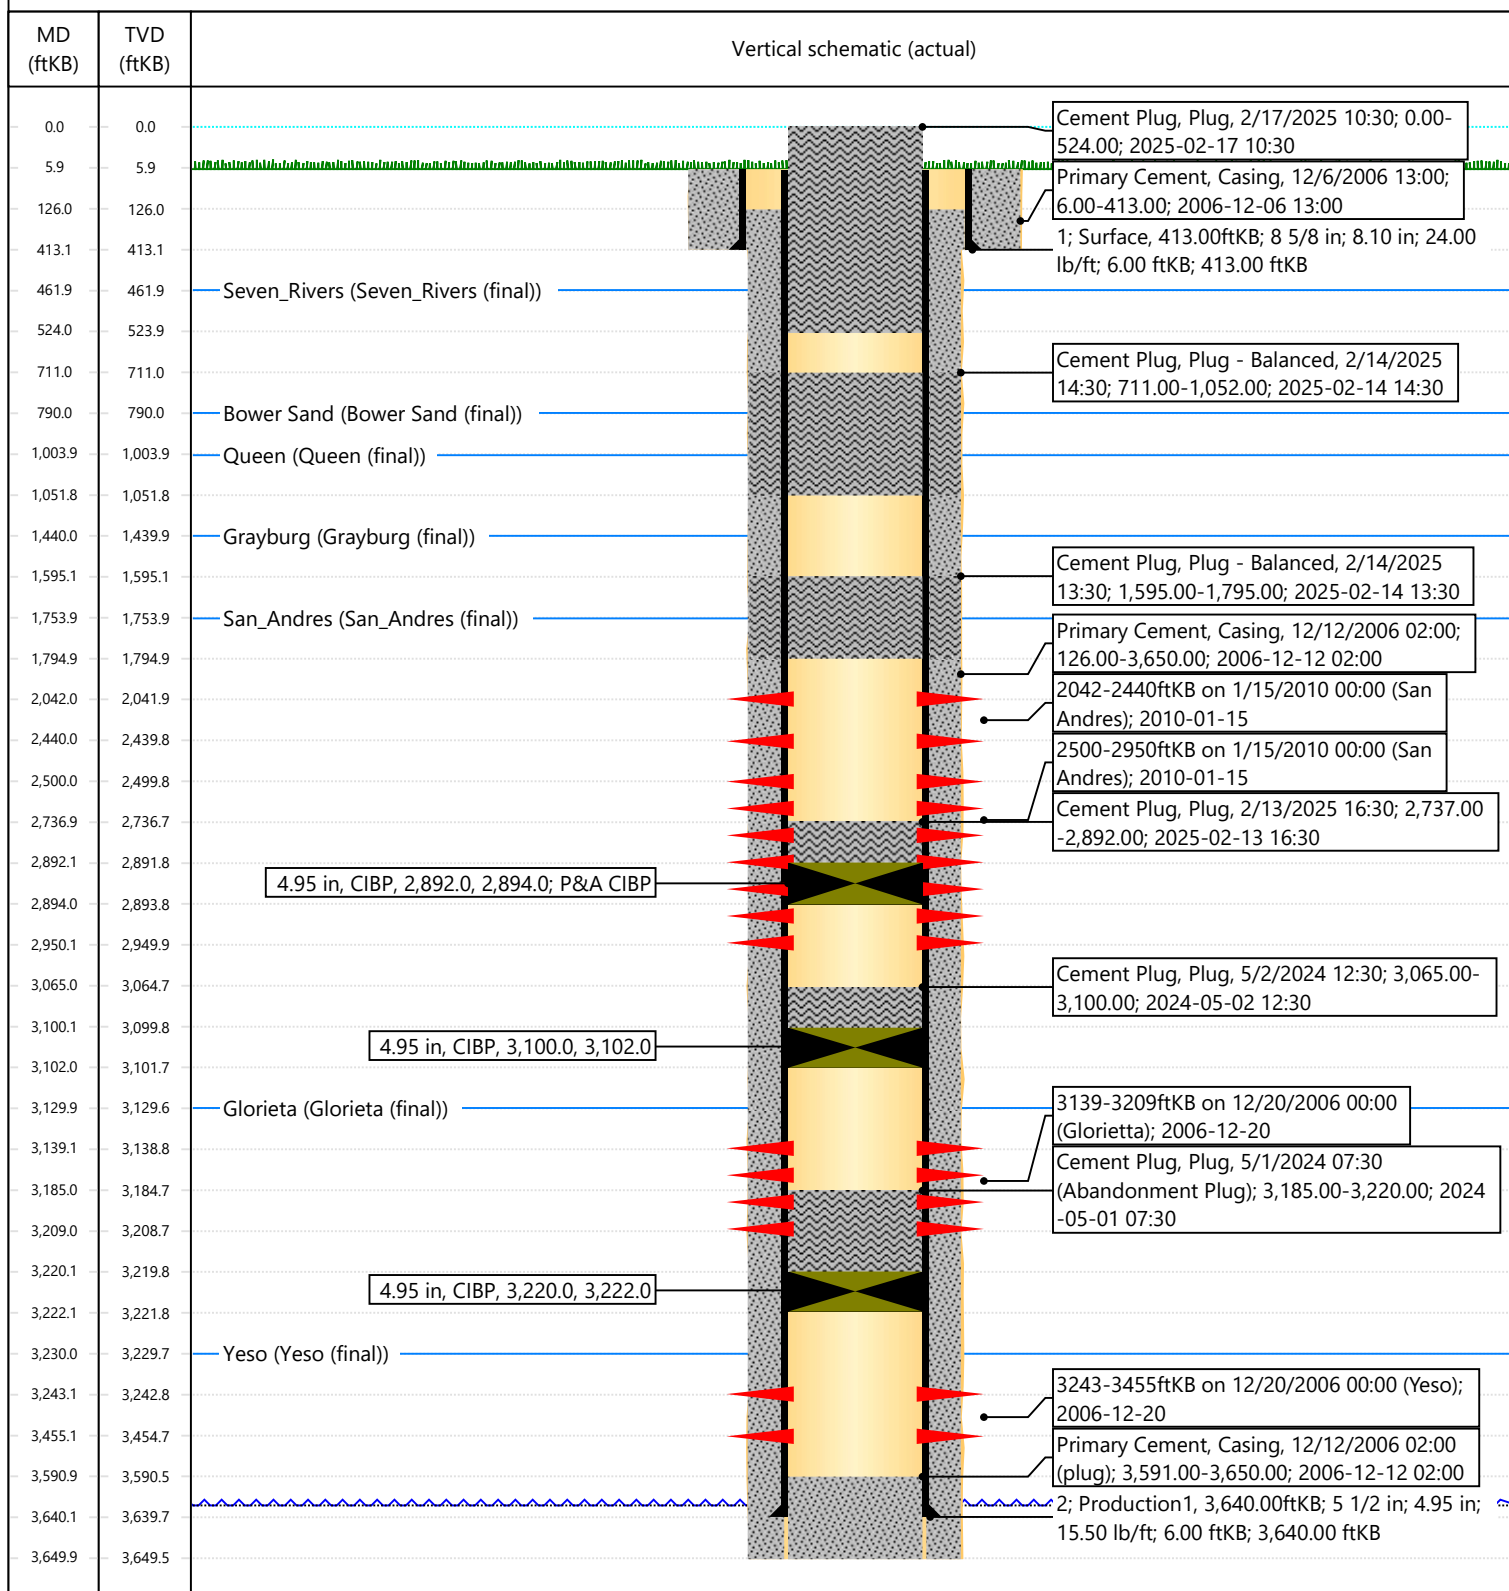 MD
(ftKB)
TVD
(ftKB)
Vertical schematic (actual)
0.0 0.0
5.9 5.9
126.0 126.0
413.1 413.1
461.9 461.9
524.0 523.9
711.0 711.0
790.0 790.0
1,003.9 1,003.9
1,051.8 1,051.8
1,440.0 1,439.9
1,595.1 1,595.1
1,753.9 1,753.9
1,794.9 1,794.9
2,042.0 2,041.9
2,440.0 2,439.8
2,500.0 2,499.8
2,736.9 2,736.7
2,892.1 2,891.8
2,894.0 2,893.8
2,950.1 2,949.9
3,065.0 3,064.7
3,100.1 3,099.8
3,102.0 3,101.7
3,129.9 3,129.6
3,139.1 3,138.8
3,185.0 3,184.7
3,209.0 3,208.7
3,220.1 3,219.8
3,222.1 3,221.8
3,230.0 3,229.7
3,243.1 3,242.8
3,455.1 3,454.7
3,590.9 3,590.5
3,640.1 3,639.7
3,649.9 3,649.5
Seven_Rivers (Seven_Rivers (final))
Bower Sand (Bower Sand (final))
Queen (Queen (final))
Grayburg (Grayburg (final))
San_Andres (San_Andres (final))
4.95 in, CIBP, 2,892.0, 2,894.0; P&A CIBP
4.95 in, CIBP, 3,100.0, 3,102.0
Glorieta (Glorieta (final))
4.95 in, CIBP, 3,220.0, 3,222.0
Yeso (Yeso (final))
Cement Plug, Plug, 2/17/2025 10:30; 0.00-
524.00; 2025-02-17 10:30
Primary Cement, Casing, 12/6/2006 13:00;
6.00-413.00; 2006-12-06 13:00
1; Surface, 413.00ftKB; 8 5/8 in; 8.10 in; 24.00
lb/ft; 6.00 ftKB; 413.00 ftKB
Cement Plug, Plug - Balanced, 2/14/2025
14:30; 711.00-1,052.00; 2025-02-14 14:30
Cement Plug, Plug - Balanced, 2/14/2025
13:30; 1,595.00-1,795.00; 2025-02-14 13:30
Primary Cement, Casing, 12/12/2006 02:00;
126.00-3,650.00; 2006-12-12 02:00
2042-2440ftKB on 1/15/2010 00:00 (San
Andres); 2010-01-15
2500-2950ftKB on 1/15/2010 00:00 (San
Andres); 2010-01-15
Cement Plug, Plug, 2/13/2025 16:30; 2,737.00
-2,892.00; 2025-02-13 16:30
Cement Plug, Plug, 5/2/2024 12:30; 3,065.00-
3,100.00; 2024-05-02 12:30
3139-3209ftKB on 12/20/2006 00:00
(Glorietta); 2006-12-20
Cement Plug, Plug, 5/1/2024 07:30
(Abandonment Plug); 3,185.00-3,220.00; 2024
-05-01 07:30
3243-3455ftKB on 12/20/2006 00:00 (Yeso);
2006-12-20
Primary Cement, Casing, 12/12/2006 02:00
(plug); 3,591.00-3,650.00; 2006-12-12 02:00
2; Production1, 3,640.00ftKB; 5 1/2 in; 4.95 in;
15.50 lb/ft; 6.00 ftKB; 3,640.00 ftKB